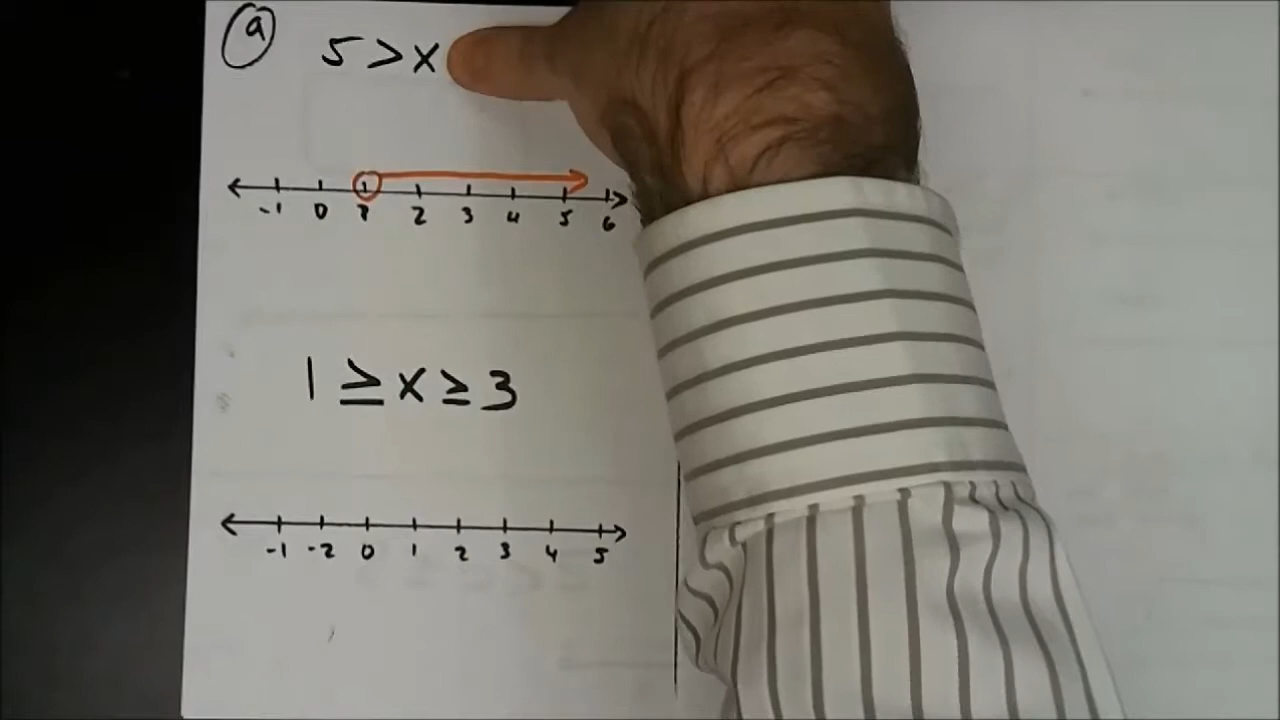 a
5 > x
-1 0 1 2 3 4 5 6
1 ≥ x ≥ 3
-1 -2 0 1 2 3 4 5